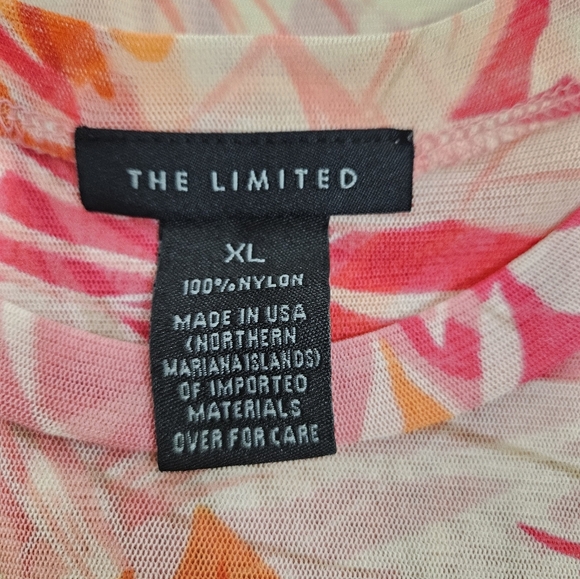 THE LIMITED
XL
100% NYLON
MADE IN USA
(NORTHERN
MARIANA ISLANDS)
OF IMPORTED
MATERIALS
OVER FOR CARE